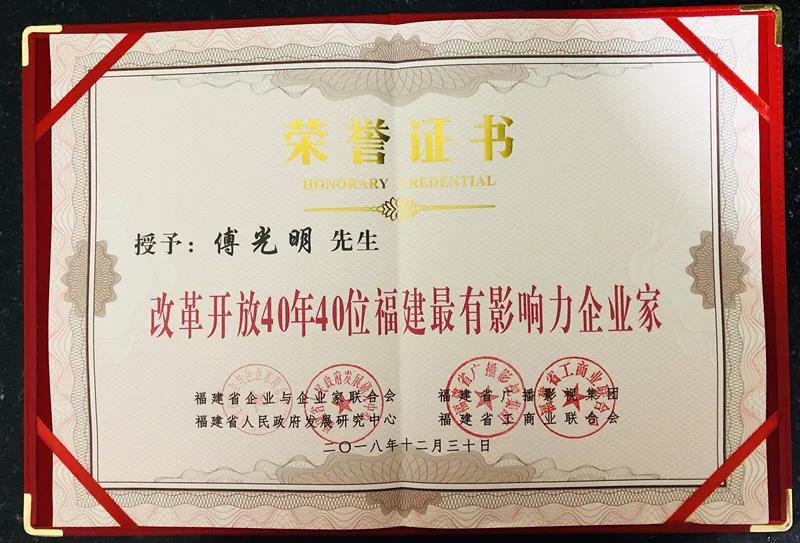 荣誉证书
HONORARY CREDENTIAL
授予：傅光明 先生
改革开放40年40位福建最有影响力企业家
福建省企业与企业家联合会 福建省广播影视集团
福建省人民政府发展研究中心 福建省工商业联合会
二〇一八年十二月三十日